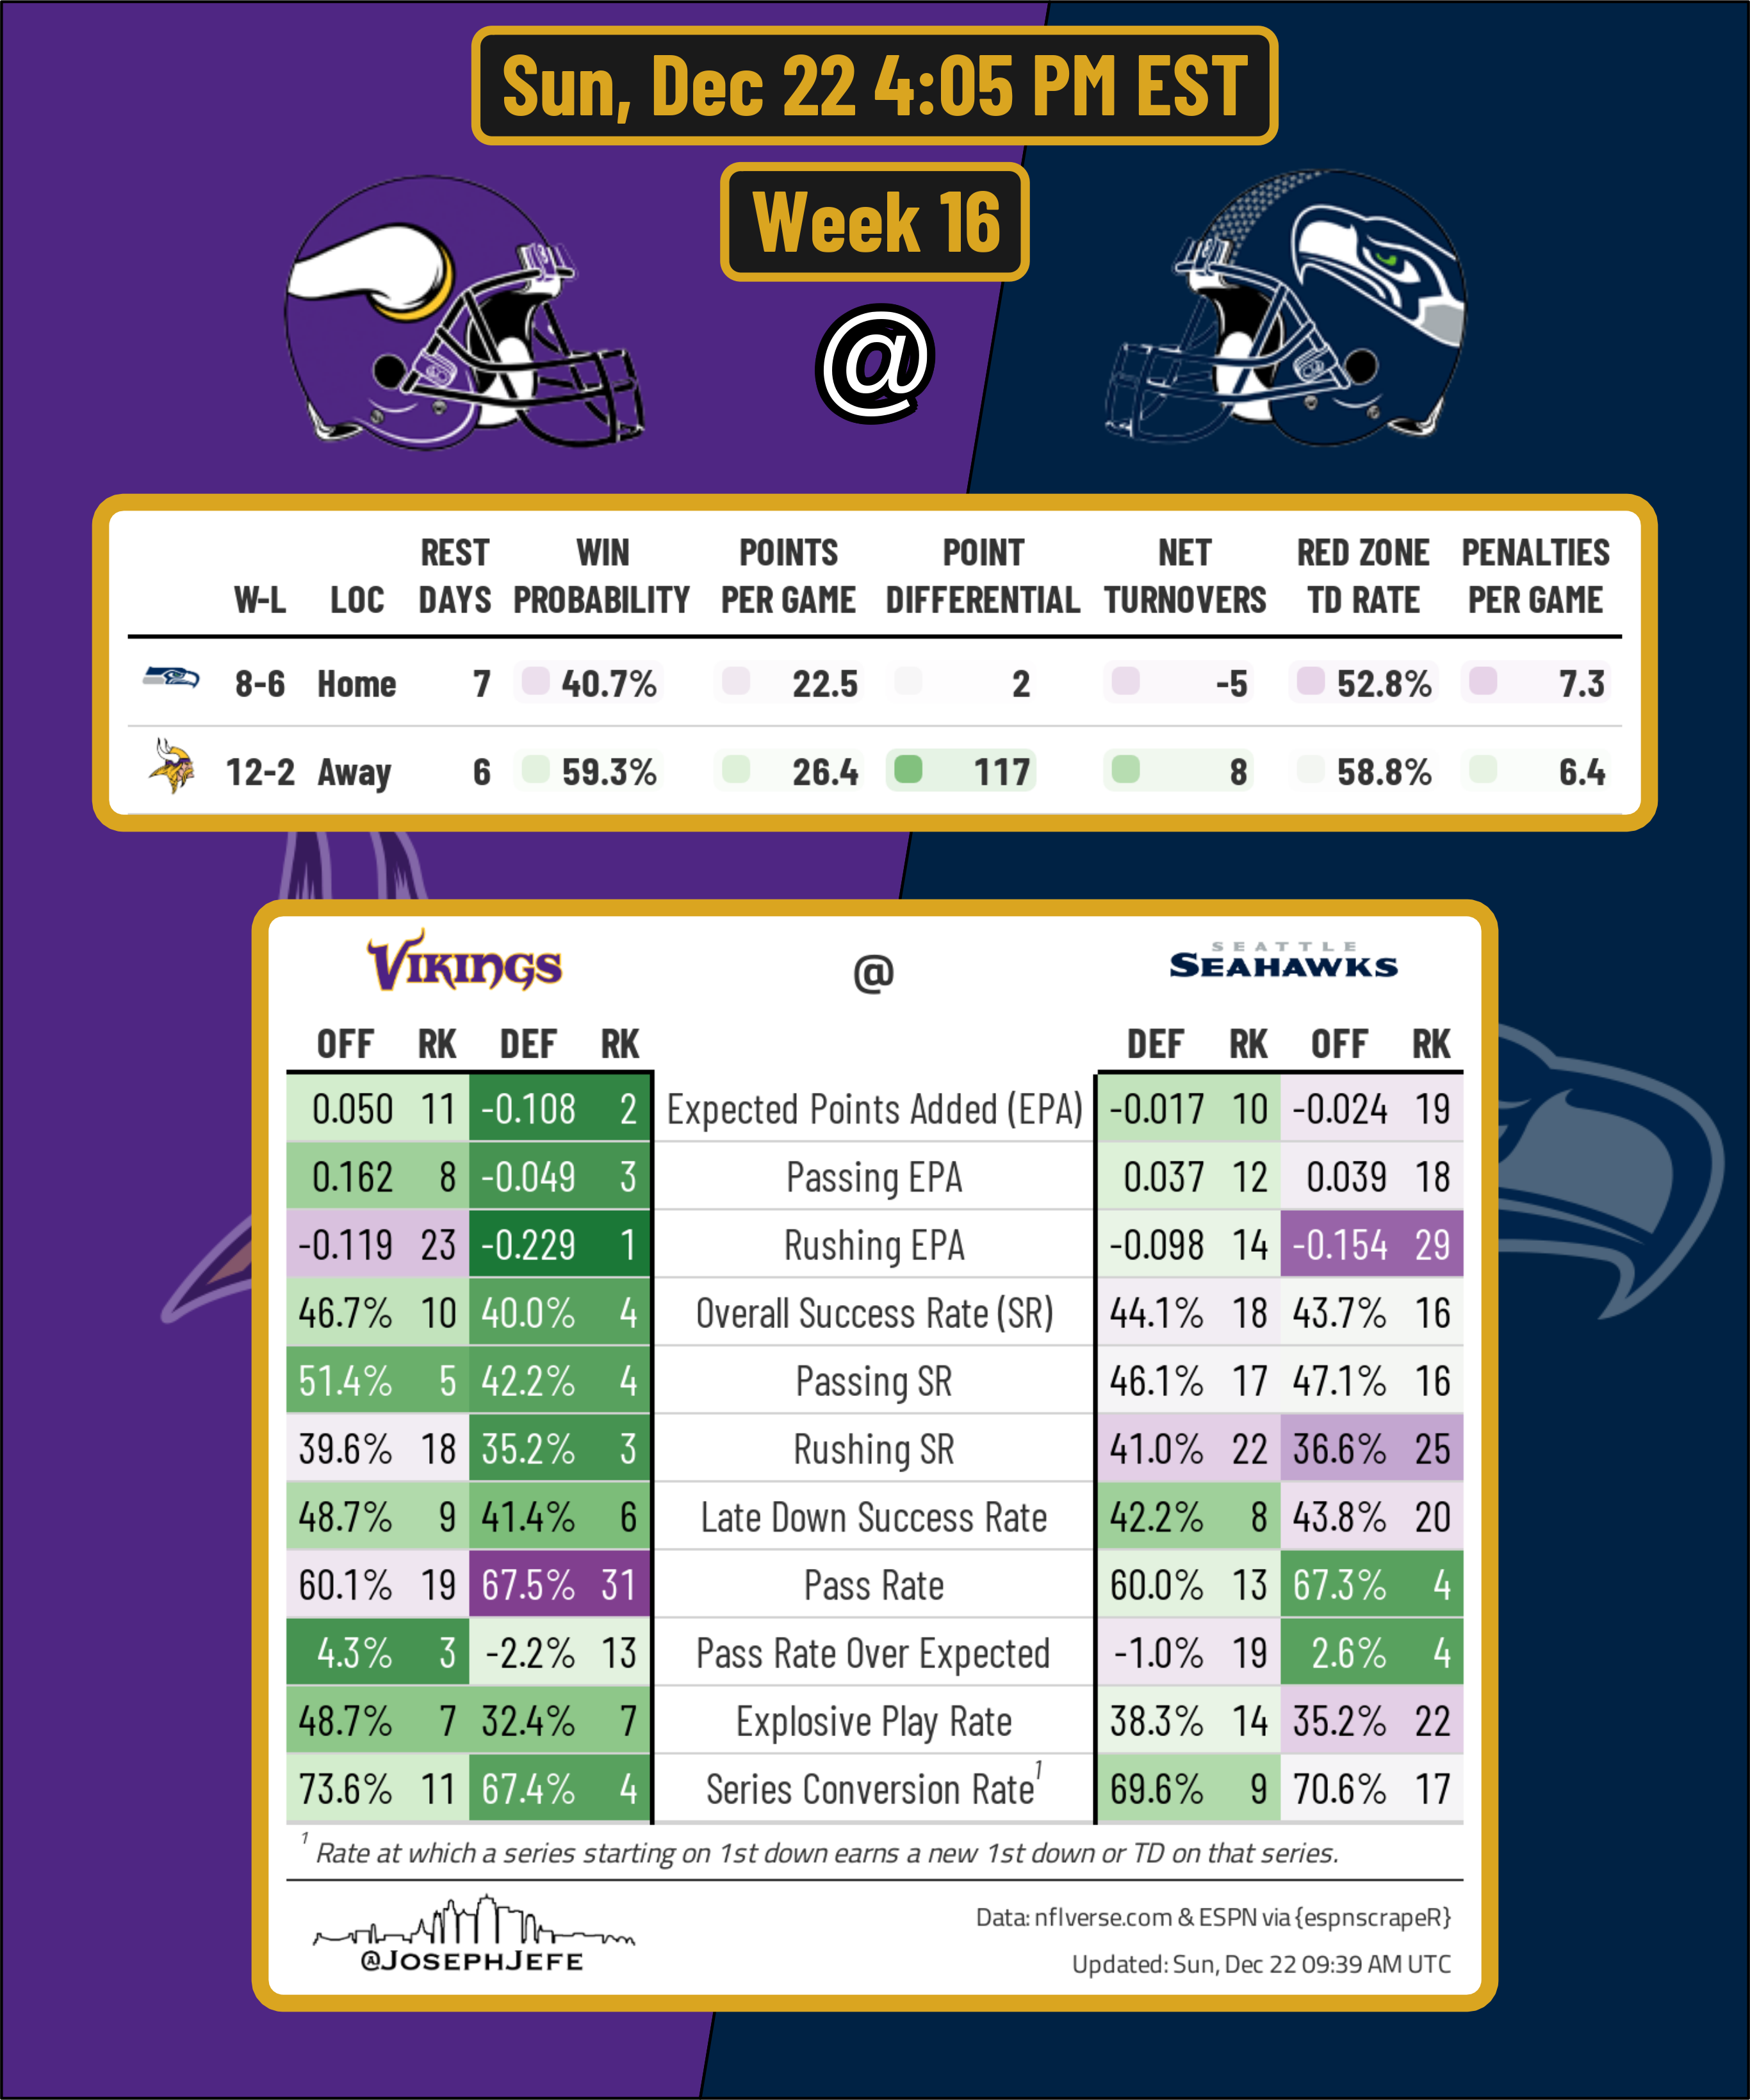 Sun, Dec 22 4:05 PM EST
Week 16
@
W-L LOC REST DAYS WIN PROBABILITY POINTS PER GAME POINT DIFFERENTIAL NET TURNOVERS RED ZONE TD RATE PENALTIES PER GAME
8-6 Home 7 40.7% 22.5 2 -5 52.8% 7.3
12-2 Away 6 59.3% 26.4 117 8 58.8% 6.4
VIKINGS @ SEATTLE SEAHAWKS
OFF RK DEF RK DEF RK OFF RK
0.050 11 -0.108 2 Expected Points Added (EPA) -0.017 10 -0.024 19
0.162 8 -0.049 3 Passing EPA 0.037 12 0.039 18
-0.119 23 -0.229 1 Rushing EPA -0.098 14 -0.154 29
46.7% 10 40.0% 4 Overall Success Rate (SR) 44.1% 18 43.7% 16
51.4% 5 42.2% 4 Passing SR 46.1% 17 47.1% 16
39.6% 18 35.2% 3 Rushing SR 41.0% 22 36.6% 25
48.7% 9 41.4% 6 Late Down Success Rate 42.2% 8 43.8% 20
60.1% 19 67.5% 31 Pass Rate 60.0% 13 67.3% 4
4.3% 3 -2.2% 13 Pass Rate Over Expected -1.0% 19 2.6% 4
48.7% 7 32.4% 7 Explosive Play Rate 38.3% 14 35.2% 22
73.6% 11 67.4% 4 Series Conversion Rate1 69.6% 9 70.6% 17
1 Rate at which a series starting on 1st down earns a new 1st down or TD on that series.
@JOSEPHJEFE
Data: nflverse.com & ESPN via {espnscrapeR}
Updated: Sun, Dec 22 09:39 AM UTC